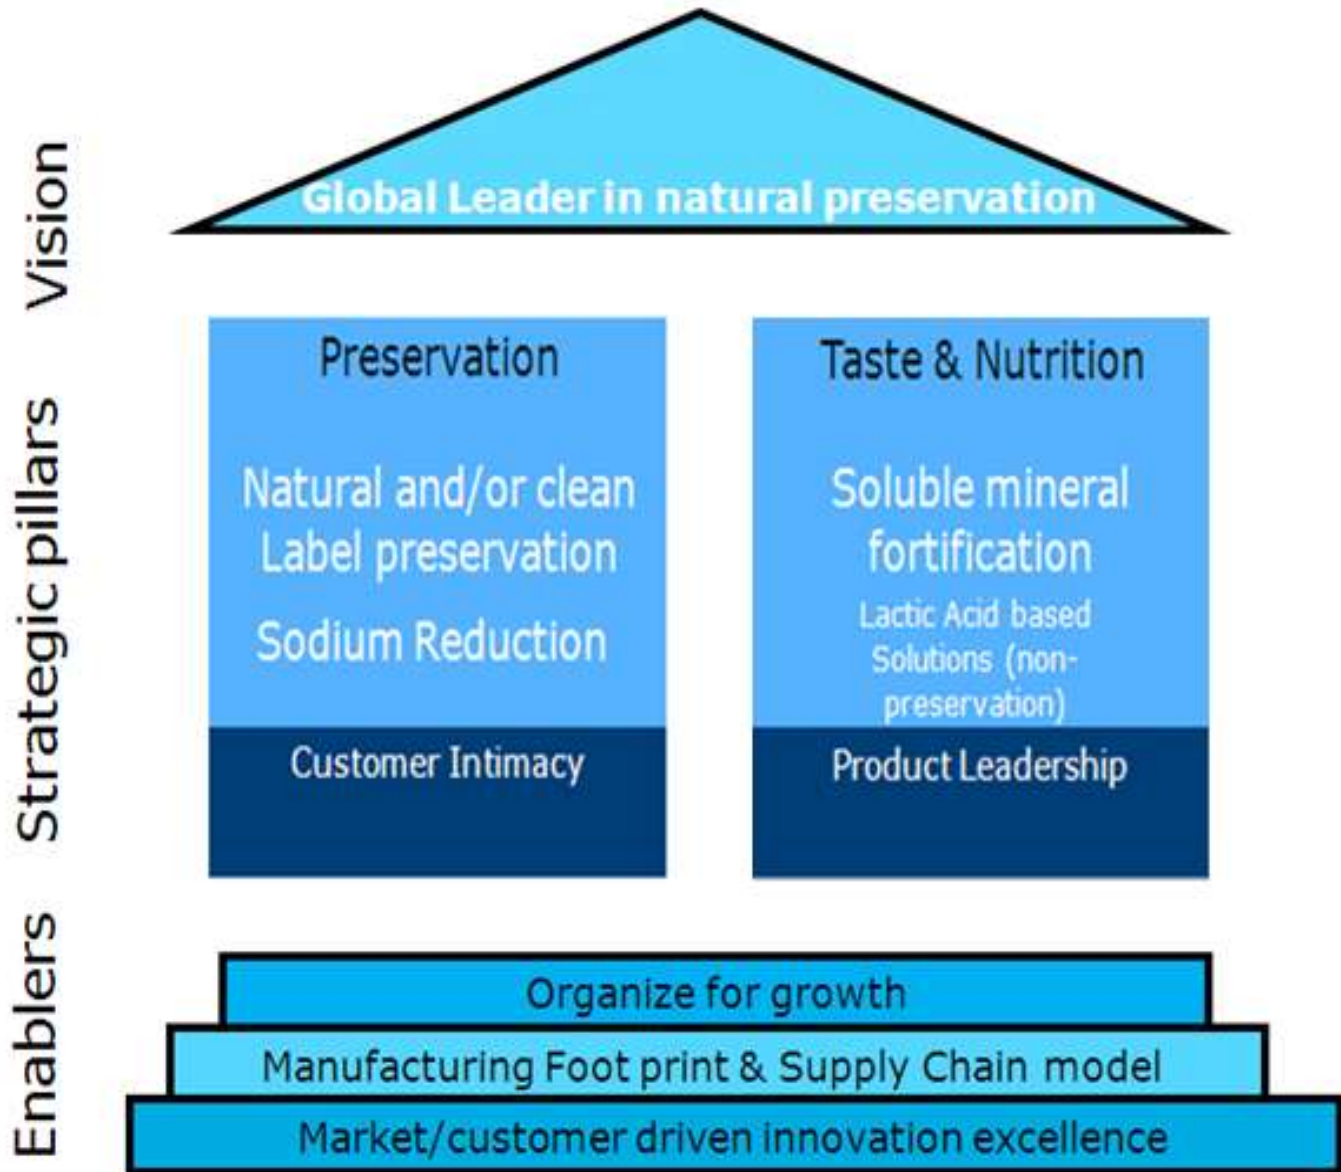 Vision
Global Leader in natural preservation
Strategic pillars
Preservation
Natural and/or clean
Label preservation
Sodium Reduction
Customer Intimacy
Taste & Nutrition
Soluble mineral
fortification
Lactic Acid based
Solutions (non-
preservation)
Product Leadership
Enablers
Organize for growth
Manufacturing Foot print & Supply Chain model
Market/customer driven innovation excellence